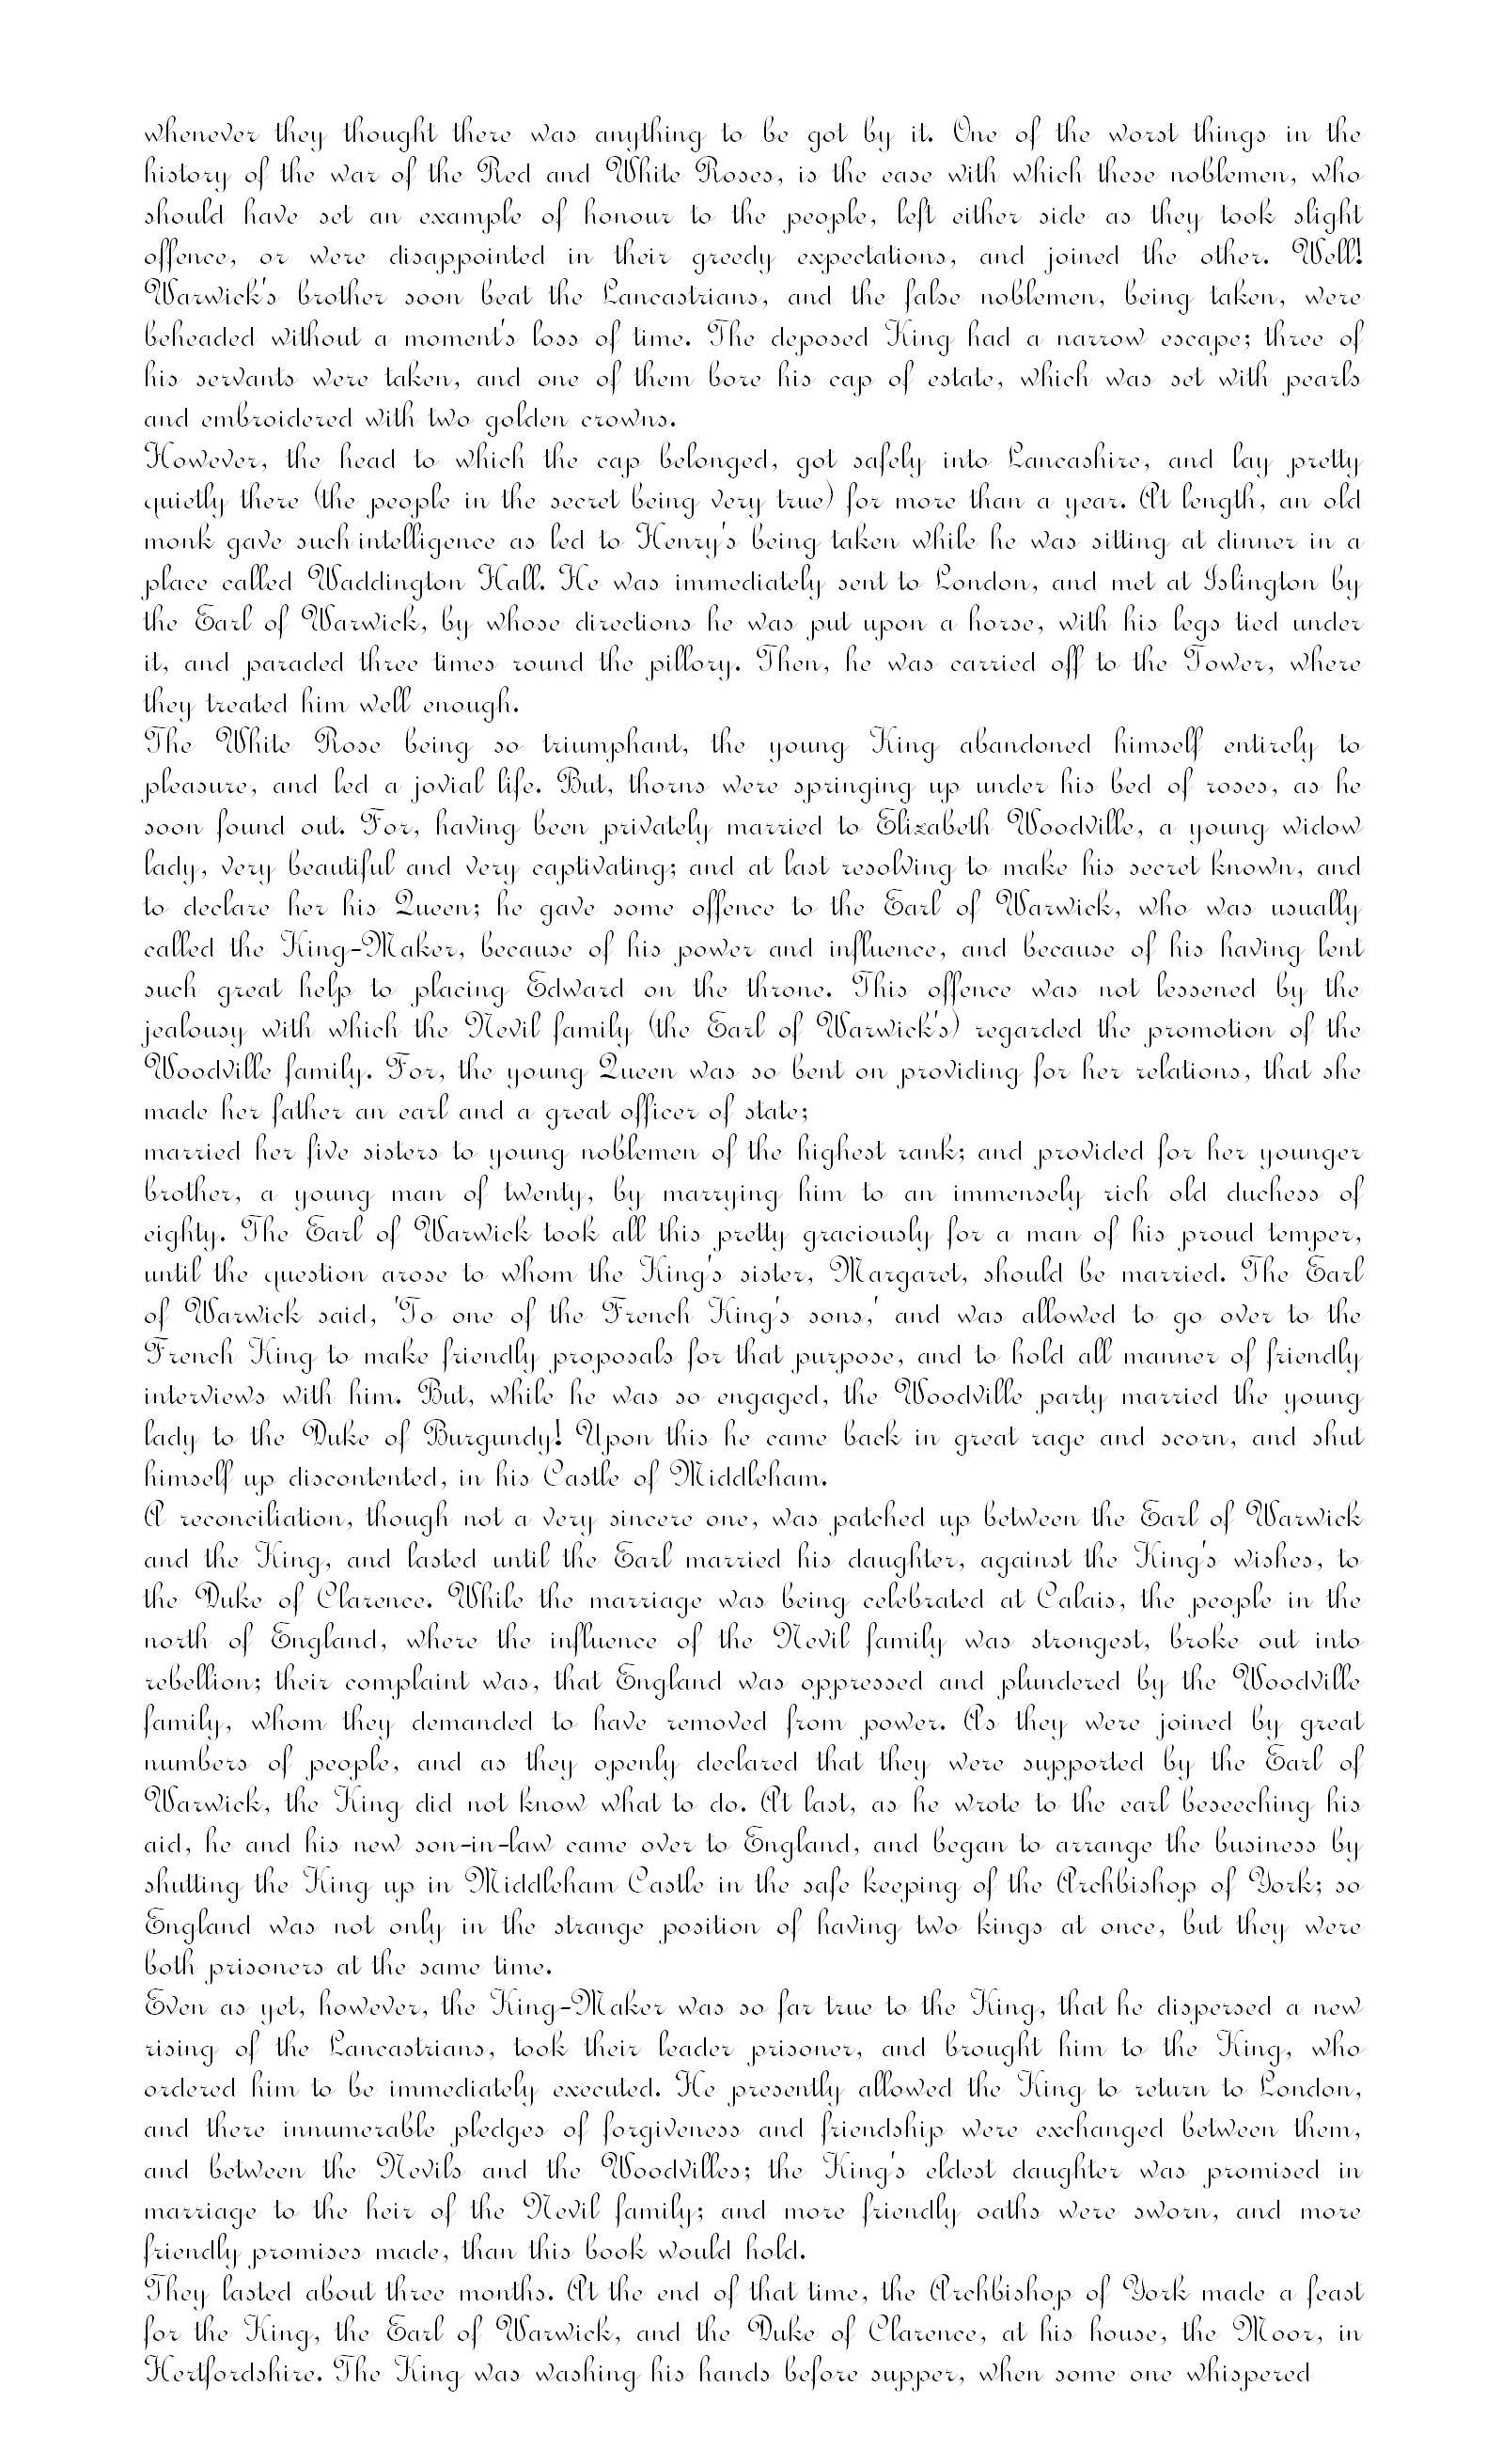 whenever they thought there was anything to be got by it. One of the worst things in the
history of the war of the Red and White Roses, is the ease with which these noblemen, who
should have set an example of honour to the people, left either side as they took slight
offence, or were disappointed in their greedy expectations, and joined the other. Well!
Warwick's brother soon beat the Lancastrians, and the false noblemen, being taken, were
beheaded without a moment's loss of time. The deposed King had a narrow escape; three of
his servants were taken, and one of them bore his cap of estate, which was set with pearls
and embroidered with two golden crowns.
However, the head to which the cap belonged, got safely into Lancashire, and lay pretty
quietly there (the people in the secret being very true) for more than a year. At length, an old
monk gave such intelligence as led to Henry's being taken while he was sitting at dinner in a
place called Waddington Hall. He was immediately sent to London, and met at Islington by
the Earl of Warwick, by whose directions he was put upon a horse, with his legs tied under
it, and paraded three times round the pillory. Then, he was carried off to the Tower, where
they treated him well enough.
The White Rose being so triumphant, the young King abandoned himself entirely to
pleasure, and led a jovial life. But, thorns were springing up under his bed of roses, as he
soon found out. For, having been privately married to Elizabeth Woodville, a young widow
lady, very beautiful and very captivating; and at last resolving to make his secret known, and
to declare her his Queen; he gave some offence to the Earl of Warwick, who was usually
called the King-Maker, because of his power and influence, and because of his having lent
such great help to placing Edward on the throne. This offence was not lessened by the
jealousy with which the Nevil family (the Earl of Warwick's) regarded the promotion of the
Woodville family. For, the young Queen was so bent on providing for her relations, that she
made her father an earl and a great officer of state;
married her five sisters to young noblemen of the highest rank; and provided for her younger
brother, a young man of twenty, by marrying him to an immensely rich old duchess of
eighty. The Earl of Warwick took all this pretty graciously for a man of his proud temper,
until the question arose to whom the King's sister, Margaret, should be married. The Earl
of Warwick said, 'To one of the French King's sons,' and was allowed to go over to the
French King to make friendly proposals for that purpose, and to hold all manner of friendly
interviews with him. But, while he was so engaged, the Woodville party married the young
lady to the Duke of Burgundy! Upon this he came back in great rage and scorn, and shut
himself up discontented, in his Castle of Middleham.
A reconciliation, though not a very sincere one, was patched up between the Earl of Warwick
and the King, and lasted until the Earl married his daughter, against the King's wishes, to
the Duke of Clarence. While the marriage was being celebrated at Calais, the people in the
north of England, where the influence of the Nevil family was strongest, broke out into
rebellion; their complaint was, that England was oppressed and plundered by the Woodville
family, whom they demanded to have removed from power. As they were joined by great
numbers of people, and as they openly declared that they were supported by the Earl of
Warwick, the King did not know what to do. At last, as he wrote to the earl beseeching his
aid, he and his new son-in-law came over to England, and began to arrange the business by
shutting the King up in Middleham Castle in the safe keeping of the Archbishop of York; so
England was not only in the strange position of having two kings at once, but they were
both prisoners at the same time.
Even as yet, however, the King-Maker was so far true to the King, that he dispersed a new
rising of the Lancastrians, took their leader prisoner, and brought him to the King, who
ordered him to be immediately executed. He presently allowed the King to return to London,
and there innumerable pledges of forgiveness and friendship were exchanged between them,
and between the Nevils and the Woodvilles; the King's eldest daughter was promised in
marriage to the heir of the Nevil family; and more friendly oaths were sworn, and more
friendly promises made, than this book would hold.
They lasted about three months. At the end of that time, the Archbishop of York made a feast
for the King, the Earl of Warwick, and the Duke of Clarence, at his house, the Moor, in
Hertfordshire. The King was washing his hands before supper, when some one whispered